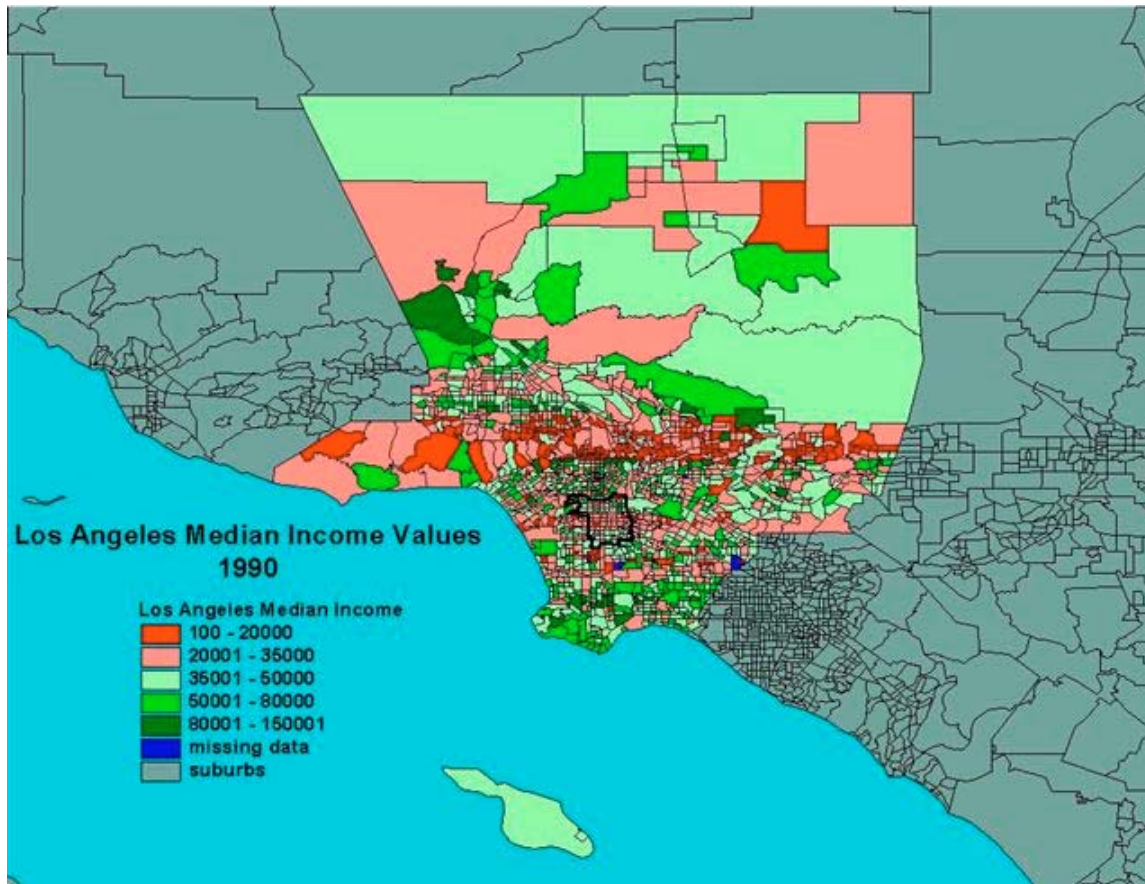 Los Angeles Median Income Values
1990
Los Angeles Median Income
100 - 20000
20001 - 35000
35001 - 50000
50001 - 80000
80001 - 150001
missing data
suburbs